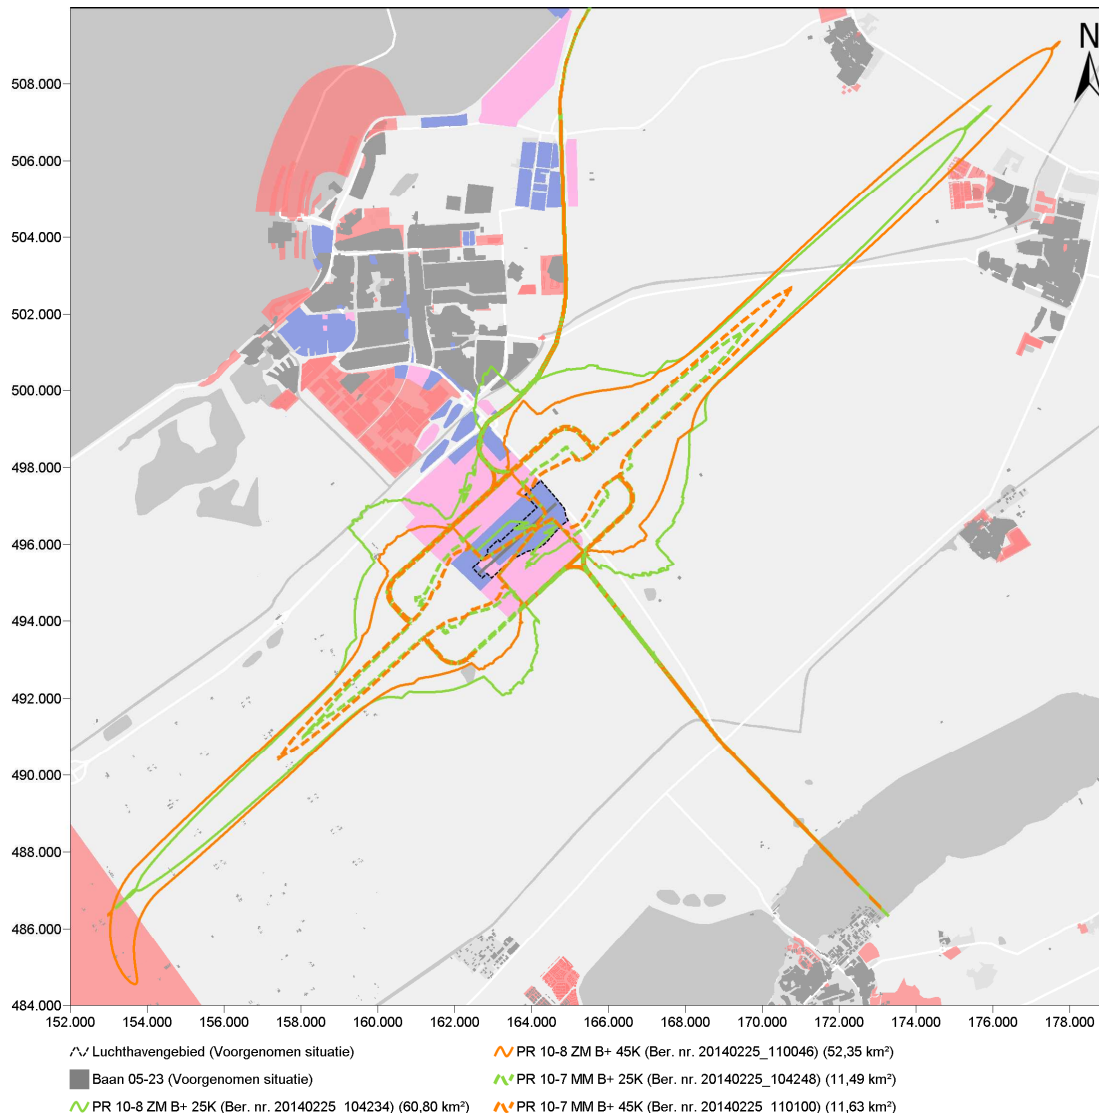 N
508.000
506.000
504.000
502.000
500.000
498.000
496.000
494.000
492.000
490.000
488.000
486.000
484.000
152.000 154.000 156.000 158.000 160.000 162.000 164.000 166.000 168.000 170.000 172.000 174.000 176.000 178.000
Luchthavengebied (Voorgenomen situatie)
Baan 05-23 (Voorgenomen situatie)
PR 10-8 ZM B+ 25K (Ber. nr. 20140225_104234) (60,80 km²)
PR 10-8 ZM B+ 45K (Ber. nr. 20140225_110046) (52,35 km²)
PR 10-7 MM B+ 25K (Ber. nr. 20140225_104248) (11,49 km²)
PR 10-7 MM B+ 45K (Ber. nr. 20140225_110100) (11,63 km²)